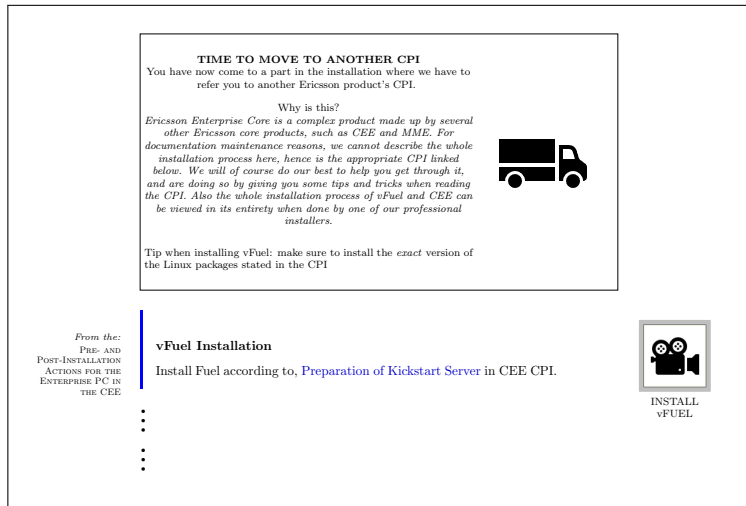 TIME TO MOVE TO ANOTHER CPI
You have now come to a part in the installation where we have to
refer you to another Ericsson product's CPI.
Why is this?
Ericsson Enterprise Core is a complex product made up by several
other Ericsson core products, such as CEE and MME. For
documentation maintenance reasons, we cannot describe the whole
installation process here, hence is the appropriate CPI linked
below. We will of course do our best to help you get through it,
and are doing so by giving you some tips and tricks when reading
the CPI. Also the whole installation process of vFuel and CEE can
be viewed in its entirety when done by one of our professional
installers.
Tip when installing vFuel: make sure to install the exact version of
the Linux packages stated in the CPI
From the:
Pre- and
Post-Installation
Actions for the
Enterprise PC in
the CEE
vFuel Installation
Install Fuel according to, Preparation of Kickstart Server in CEE CPI.
INSTALL
vFUEL